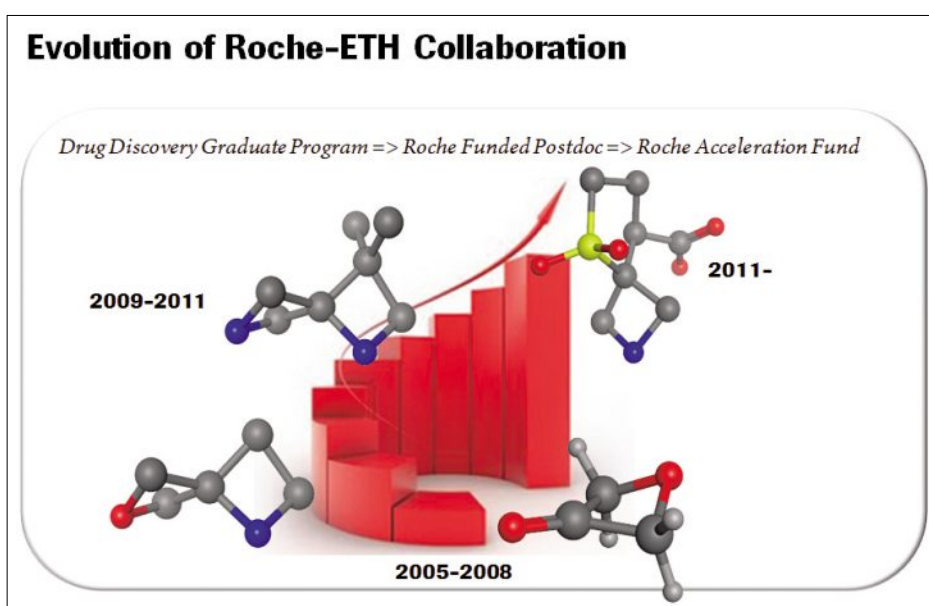 Evolution of Roche-ETH Collaboration
Drug Discovery Graduate Program => Roche Funded Postdoc => Roche Acceleration Fund
2011-
2009-2011
2005-2008